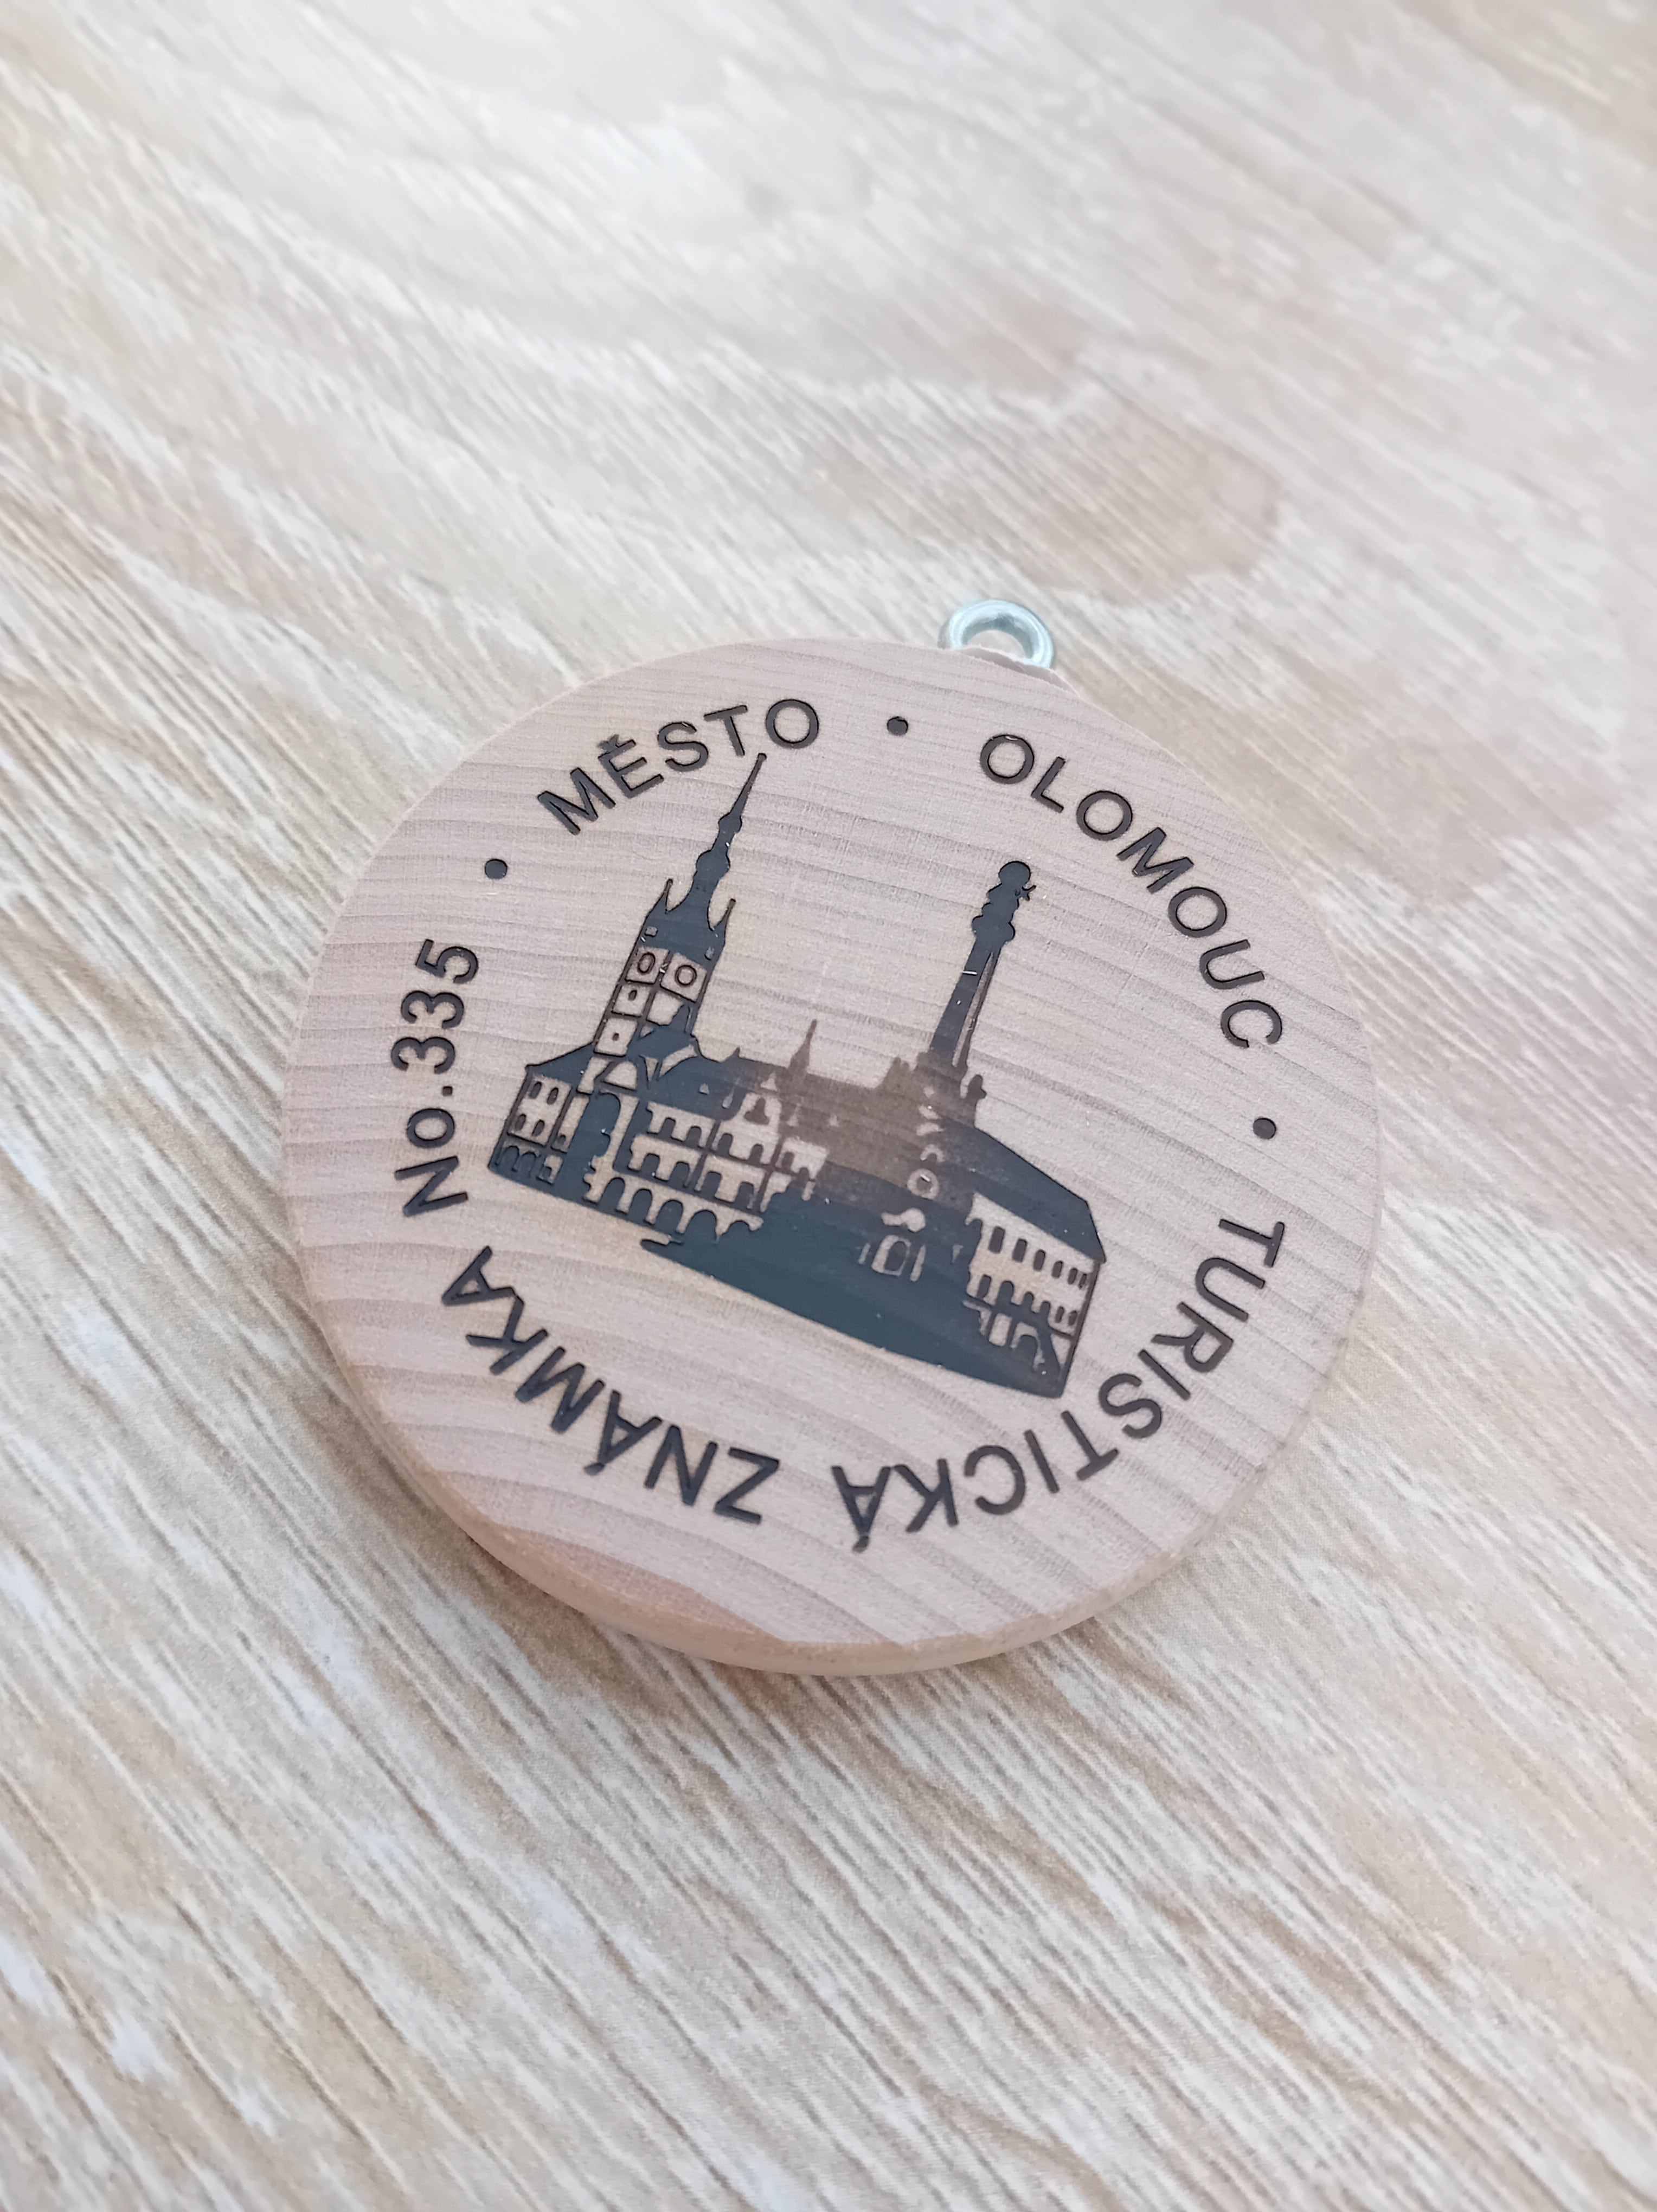 MĚSTO • OLOMOUC •
TURISTICKÁ ZNÁMKA No.335 •